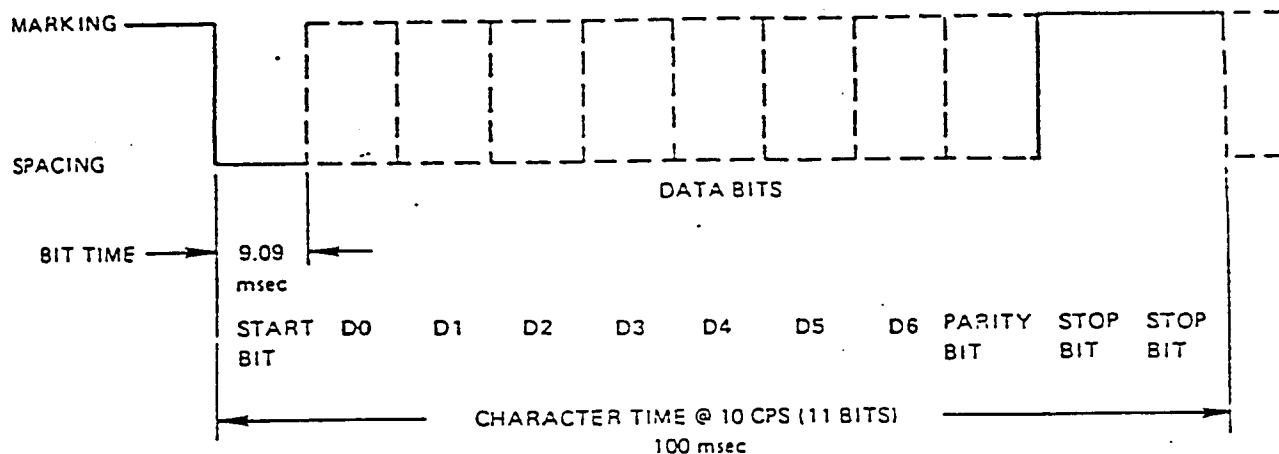 MARKING
SPACING
DATA BITS
BIT TIME
9.09
msec
START BIT
D0
D1
D2
D3
D4
D5
D6
PARITY BIT
STOP BIT
STOP BIT
CHARACTER TIME @ 10 CPS (11 BITS)
100 msec